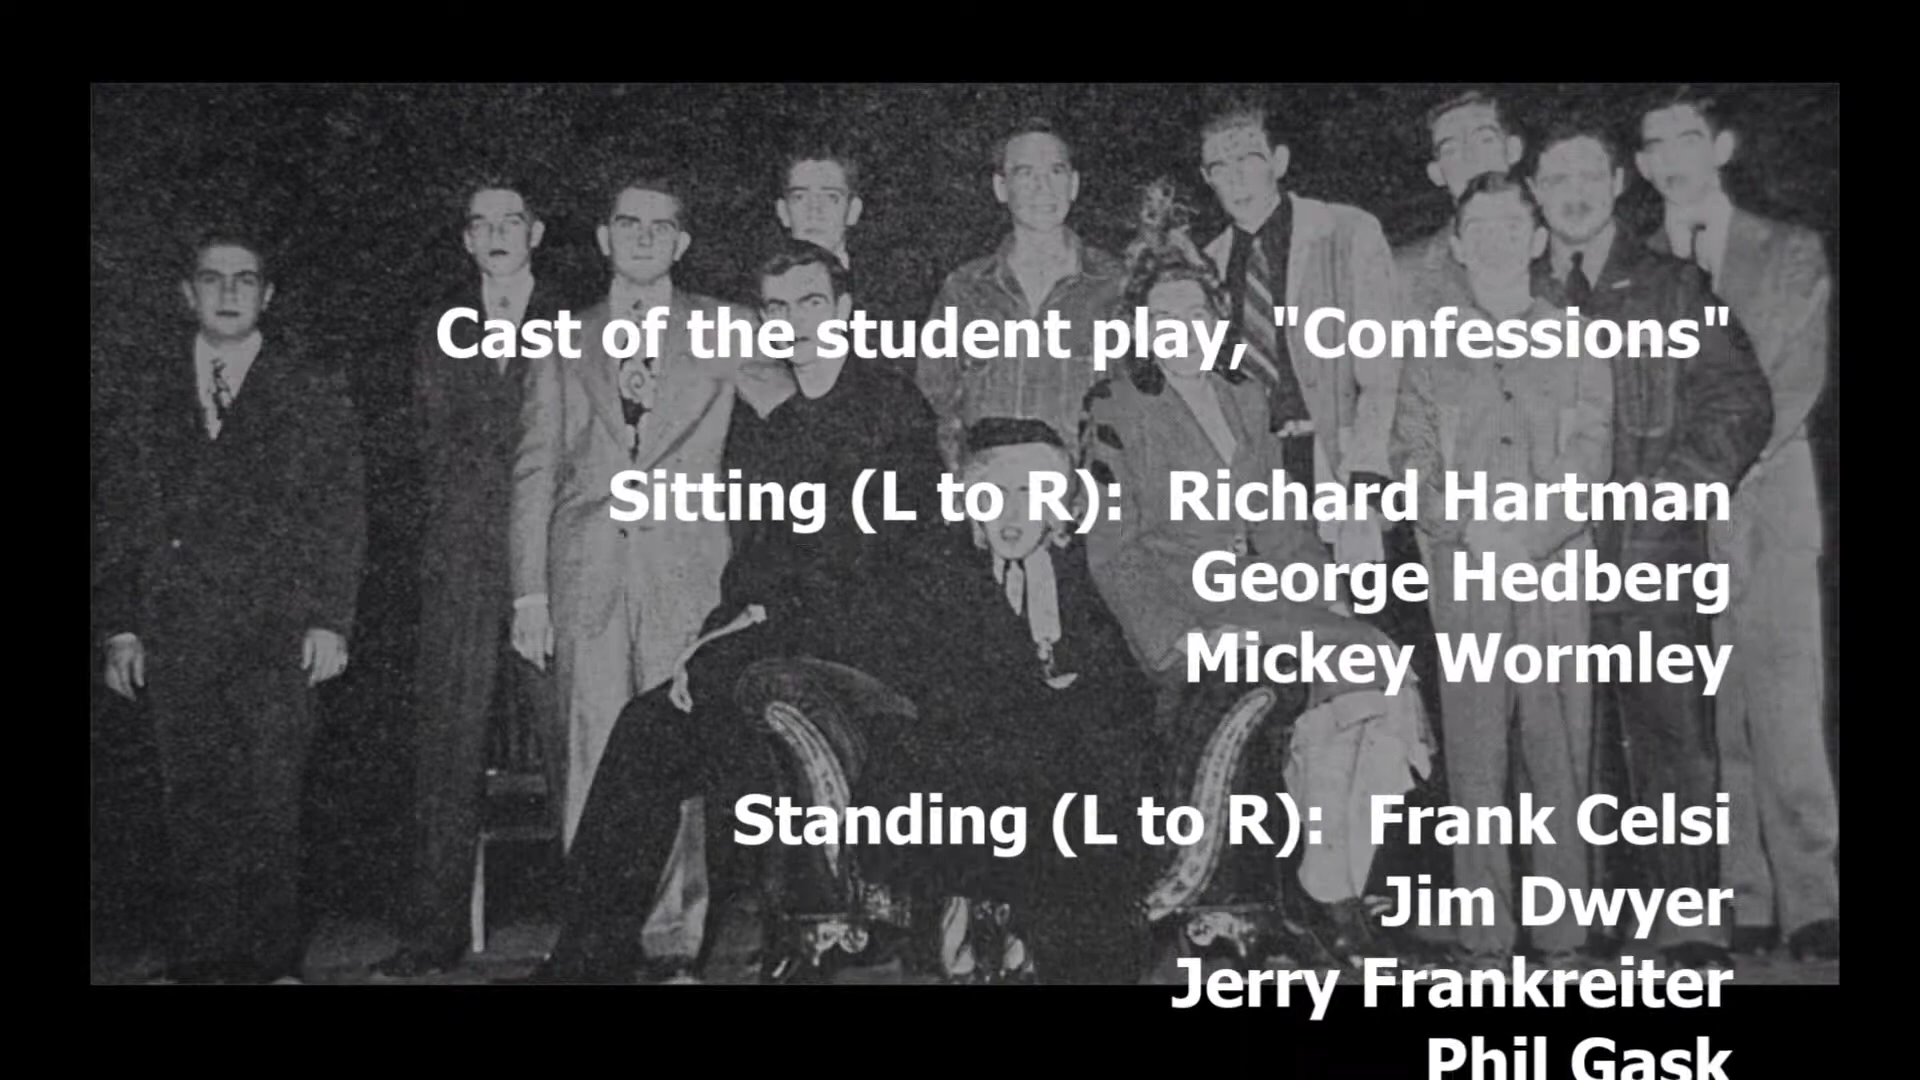 Cast of the student play, "Confessions"
Sitting (L to R): Richard Hartman
George Hedberg
Mickey Wormley
Standing (L to R): Frank Celsi
Jim Dwyer
Jerry Frankreiter
Phil Gask